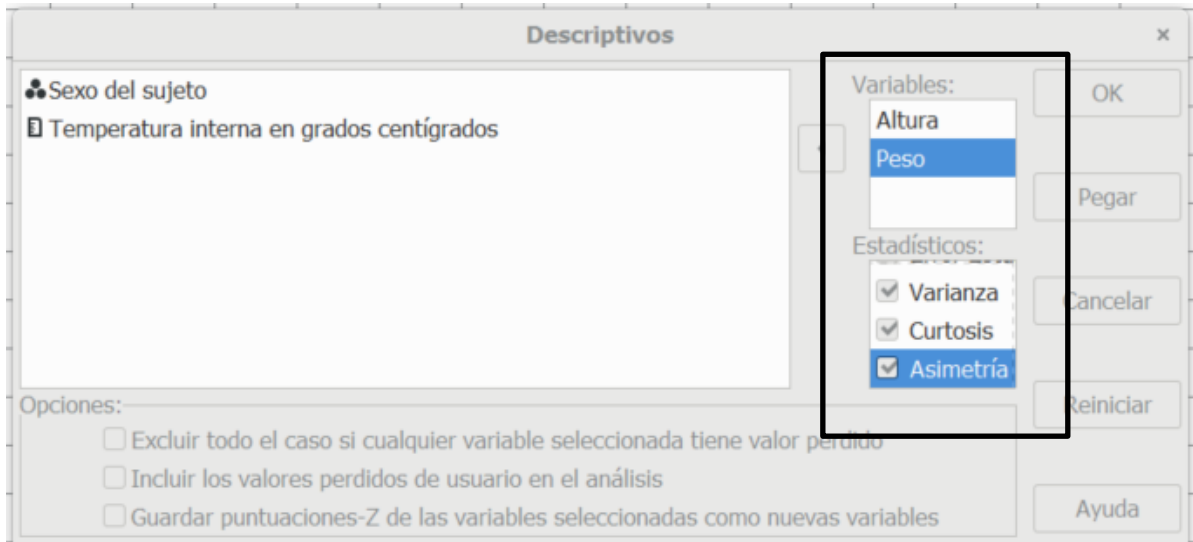 Descriptivos
Sexo del sujeto
Temperatura interna en grados centígrados
Variables:
Altura
Peso
Estadísticos:
Varianza
Curtosis
Asimetría
OK
Pegar
Cancelar
Reiniciar
Ayuda
Opciones:
Excluir todo el caso si cualquier variable seleccionada tiene valor perdido
Incluir los valores perdidos de usuario en el análisis
Guardar puntuaciones-Z de las variables seleccionadas como nuevas variables